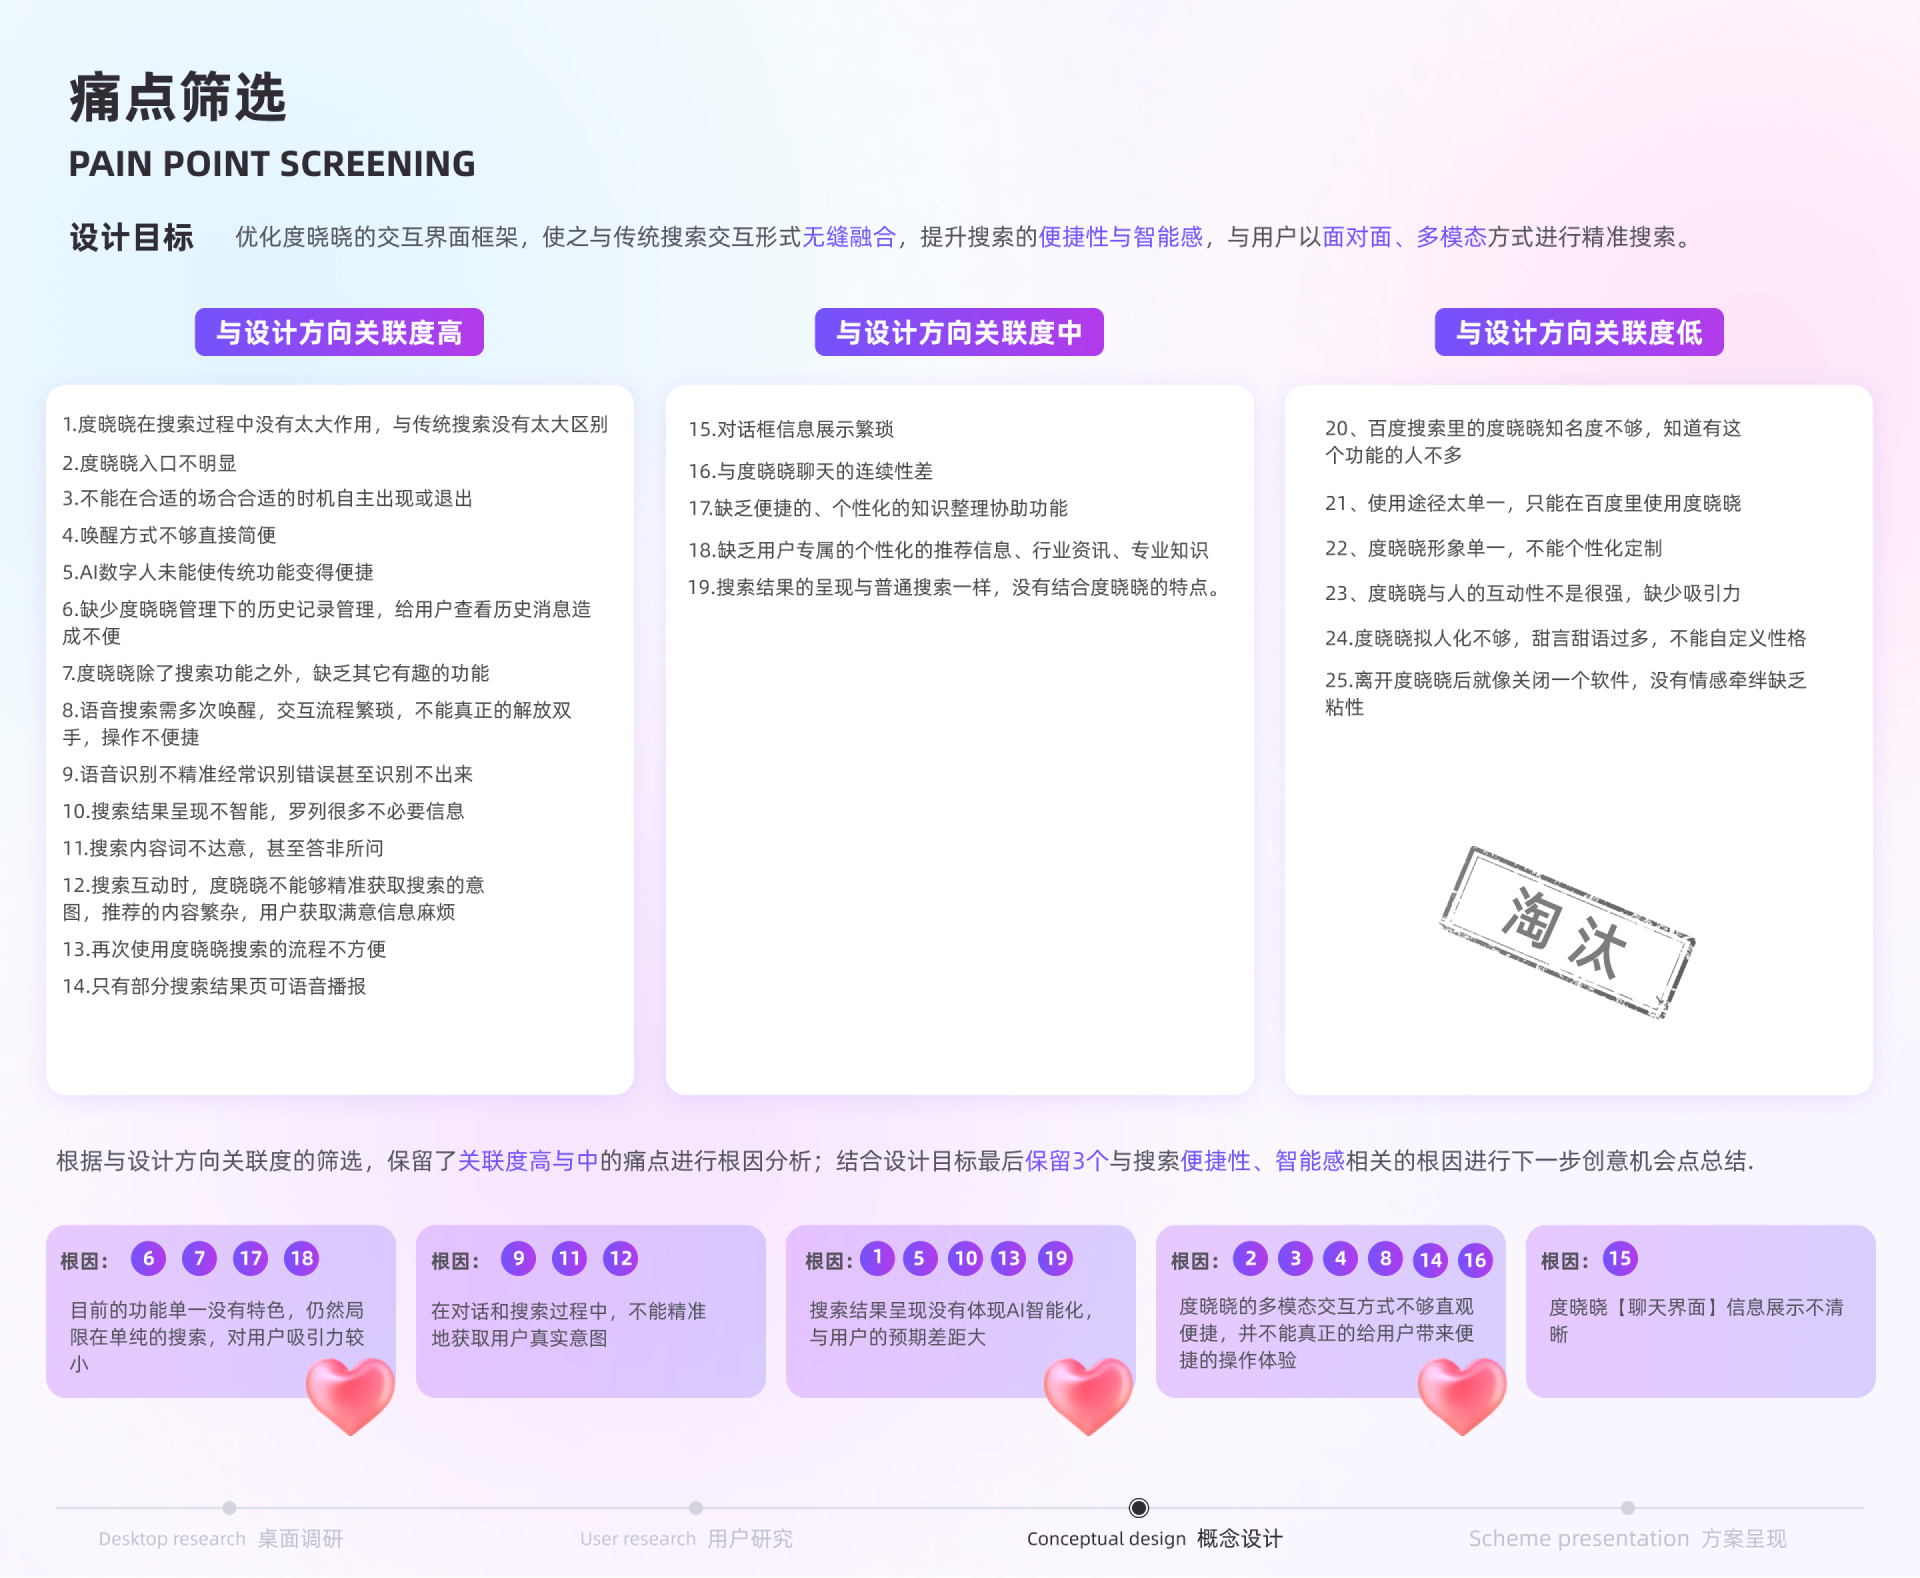 痛点筛选
PAIN POINT SCREENING
设计目标 优化度晓晓的交互界面框架，使之与传统搜索交互形式无缝融合，提升搜索的便捷性与智能感，与用户以面对面、多模态方式进行精准搜索。
与设计方向关联度高
1.度晓晓在搜索过程中没有太大作用，与传统搜索没有太大区别
2.度晓晓入口不明显
3.不能在合适的场合合适的时机自主出现或退出
4.唤醒方式不够直接简便
5.AI数字人未能使传统功能变得便捷
6.缺少度晓晓管理下的历史记录管理，给用户查看历史消息造
成不便
7.度晓晓除了搜索功能之外，缺乏其它有趣的功能
8.语音搜索需多次唤醒，交互流程繁琐，不能真正的解放双
手，操作不便捷
9.语音识别不精准经常识别错误甚至识别不出来
10.搜索结果呈现不智能，罗列很多不必要信息
11.搜索内容词不达意，甚至答非所问
12.搜索互动时，度晓晓不能够精准获取搜索的意
图，推荐的内容繁杂，用户获取满意信息麻烦
13.再次使用度晓晓搜索的流程不方便
14.只有部分搜索结果页可语音播报
与设计方向关联度中
15.对话框信息展示繁琐
16.与度晓晓聊天的连续性差
17.缺乏便捷的、个性化的知识整理协助功能
18.缺乏用户专属的个性化的推荐信息、行业资讯、专业知识
19.搜索结果的呈现与普通搜索一样，没有结合度晓晓的特点。
与设计方向关联度低
20、百度搜索里的度晓晓知名度不够，知道有这
个功能的人不多
21、使用途径太单一，只能在百度里使用度晓晓
22、度晓晓形象单一，不能个性化定制
23、度晓晓与人的互动性不是很强，缺少吸引力
24.度晓晓拟人化不够，甜言甜语过多，不能自定义性格
25.离开度晓晓后就像关闭一个软件，没有情感牵绊缺乏
粘性
淘汰
根据与设计方向关联度的筛选，保留了关联度高与中的痛点进行根因分析；结合设计目标最后保留3个与搜索便捷性、智能感相关的根因进行下一步创意机会点总结.
根因： 6 7 17 18
目前的功能单一没有特色，仍然局
限在单纯的搜索，对用户吸引力较
小
根因： 9 11 12
在对话和搜索过程中，不能精准
地获取用户真实意图
根因： 1 5 10 13 19
搜索结果呈现没有体现AI智能化，
与用户的预期差距大
根因： 2 3 4 8 14 16
度晓晓的多模态交互方式不够直观
便捷，并不能真正的给用户带来便
捷的操作体验
根因： 15
度晓晓【聊天界面】信息展示不清
晰
Desktop research 桌面调研
User research 用户研究
Conceptual design 概念设计
Scheme presentation 方案呈现